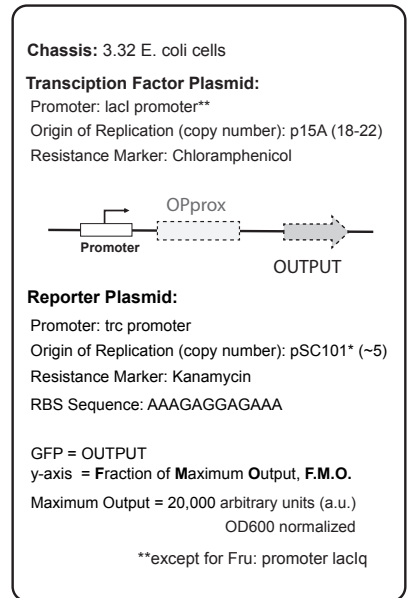 Chassis: 3.32 E. coli cells
Transciption Factor Plasmid:
Promoter: lacI promoter**
Origin of Replication (copy number): p15A (18-22)
Resistance Marker: Chloramphenicol
OPprox
Promoter
OUTPUT
Reporter Plasmid:
Promoter: trc promoter
Origin of Replication (copy number): pSC101* (~5)
Resistance Marker: Kanamycin
RBS Sequence: AAAGAGGAGAAA
GFP = OUTPUT
y-axis = Fraction of Maximum Output, F.M.O.
Maximum Output = 20,000 arbitrary units (a.u.)
OD600 normalized
**except for Fru: promoter lacIq